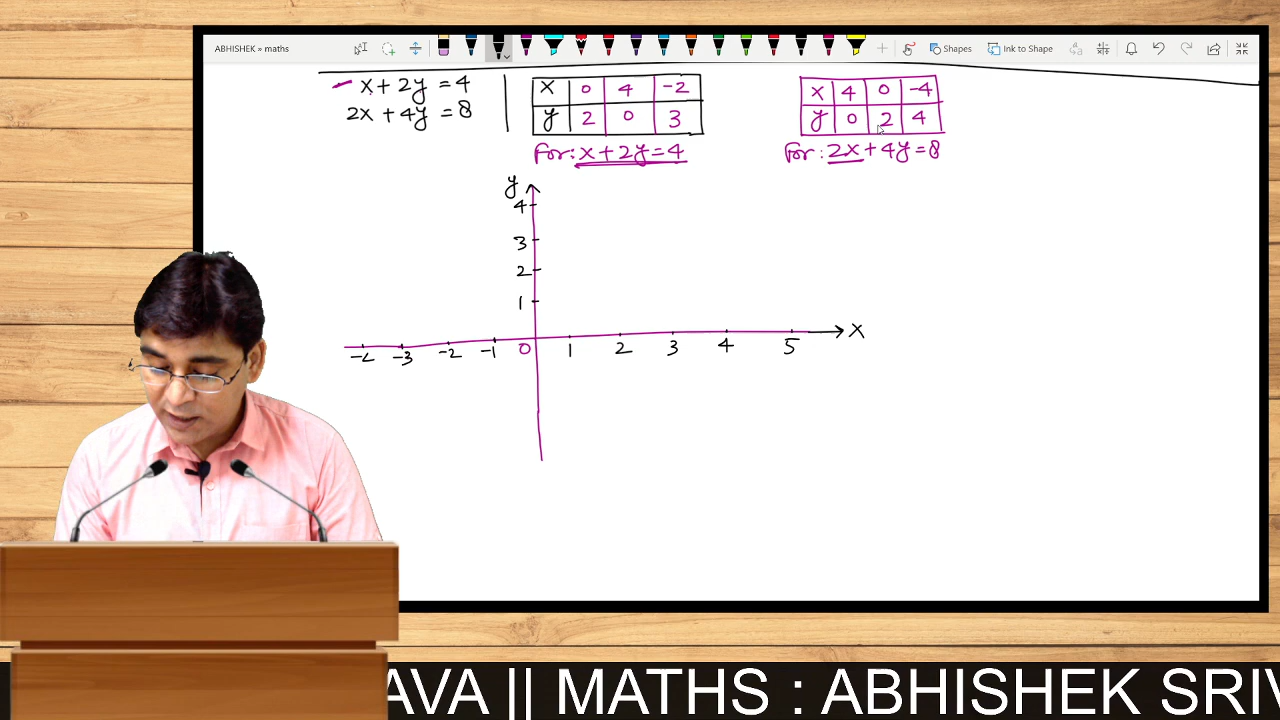 ABHISHEK » maths
Shapes
Ink to Shape
- x + 2y = 4
2x + 4y = 8
x 0 4 -2
y 2 0 3
For: x + 2y = 4
x 4 0 -4
y 0 2 4
For: 2x + 4y = 8
y
4
3
2
1
-4 -3 -2 -1 0 1 2 3 4 5 x
AVA || MATHS : ABHISHEK SRIV